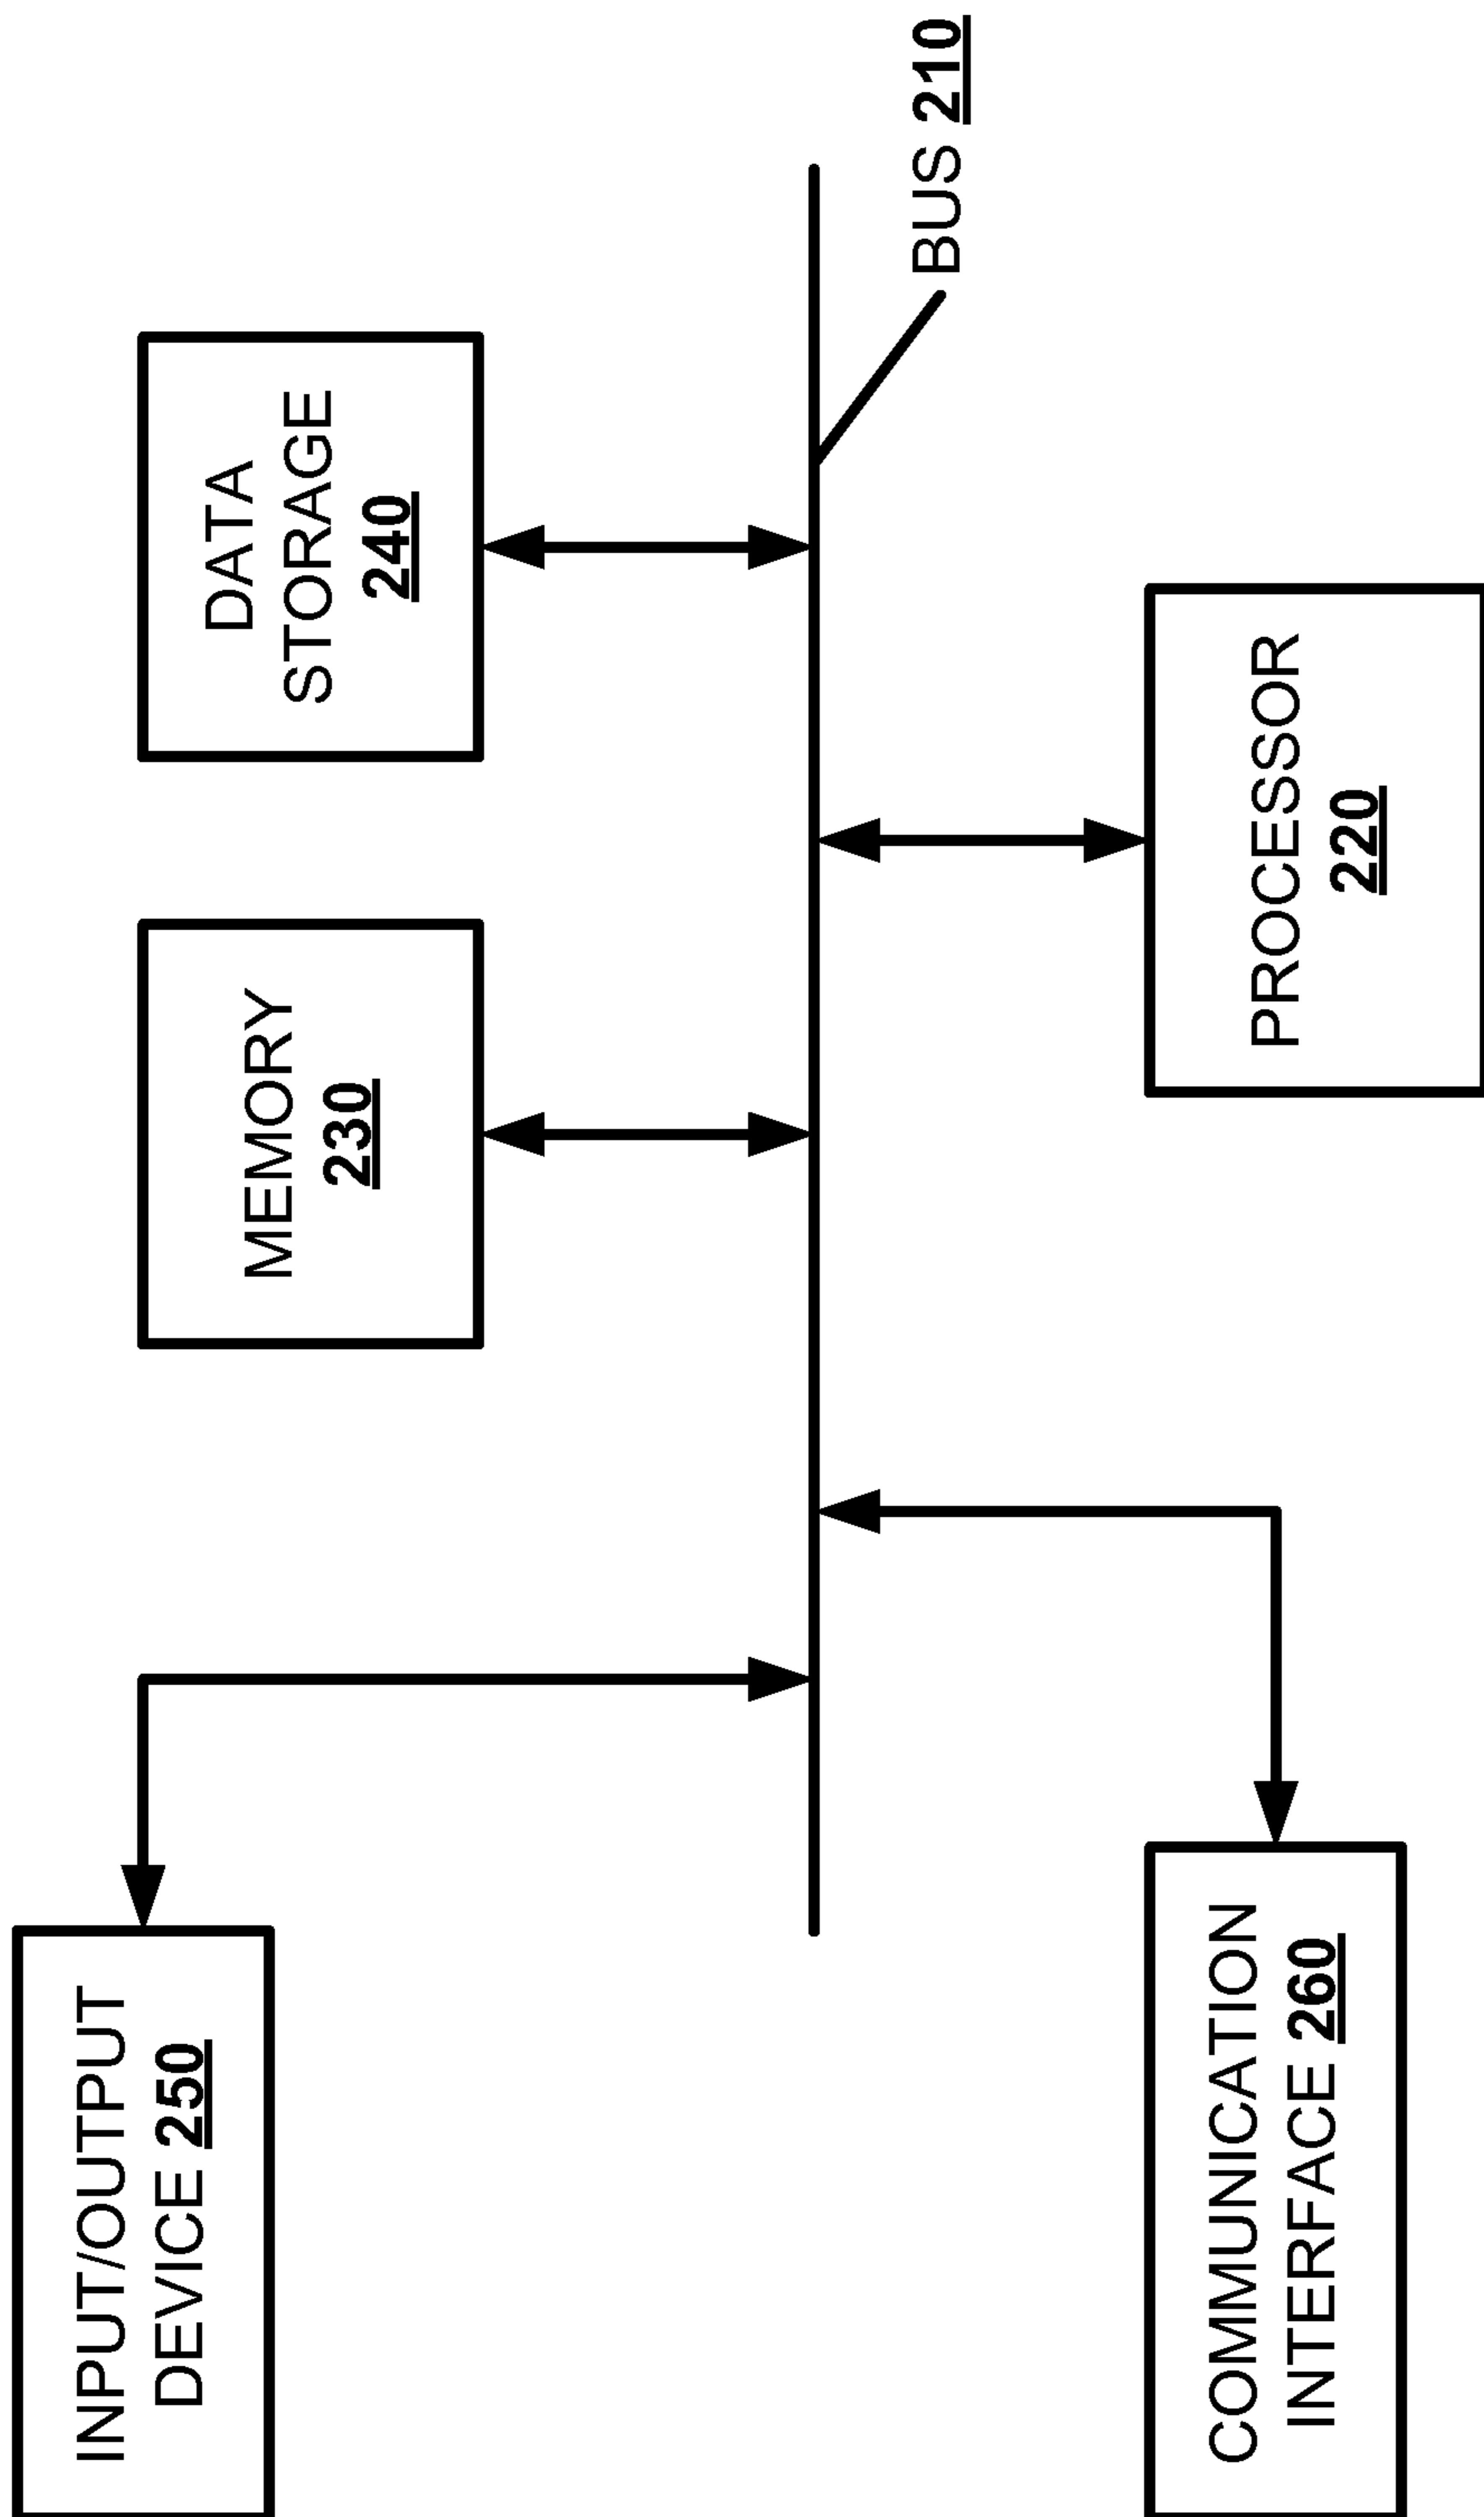 INPUT/OUTPUT
DEVICE 250
MEMORY
230
DATA
STORAGE
240
BUS 210
COMMUNICATION
INTERFACE 260
PROCESSOR
220